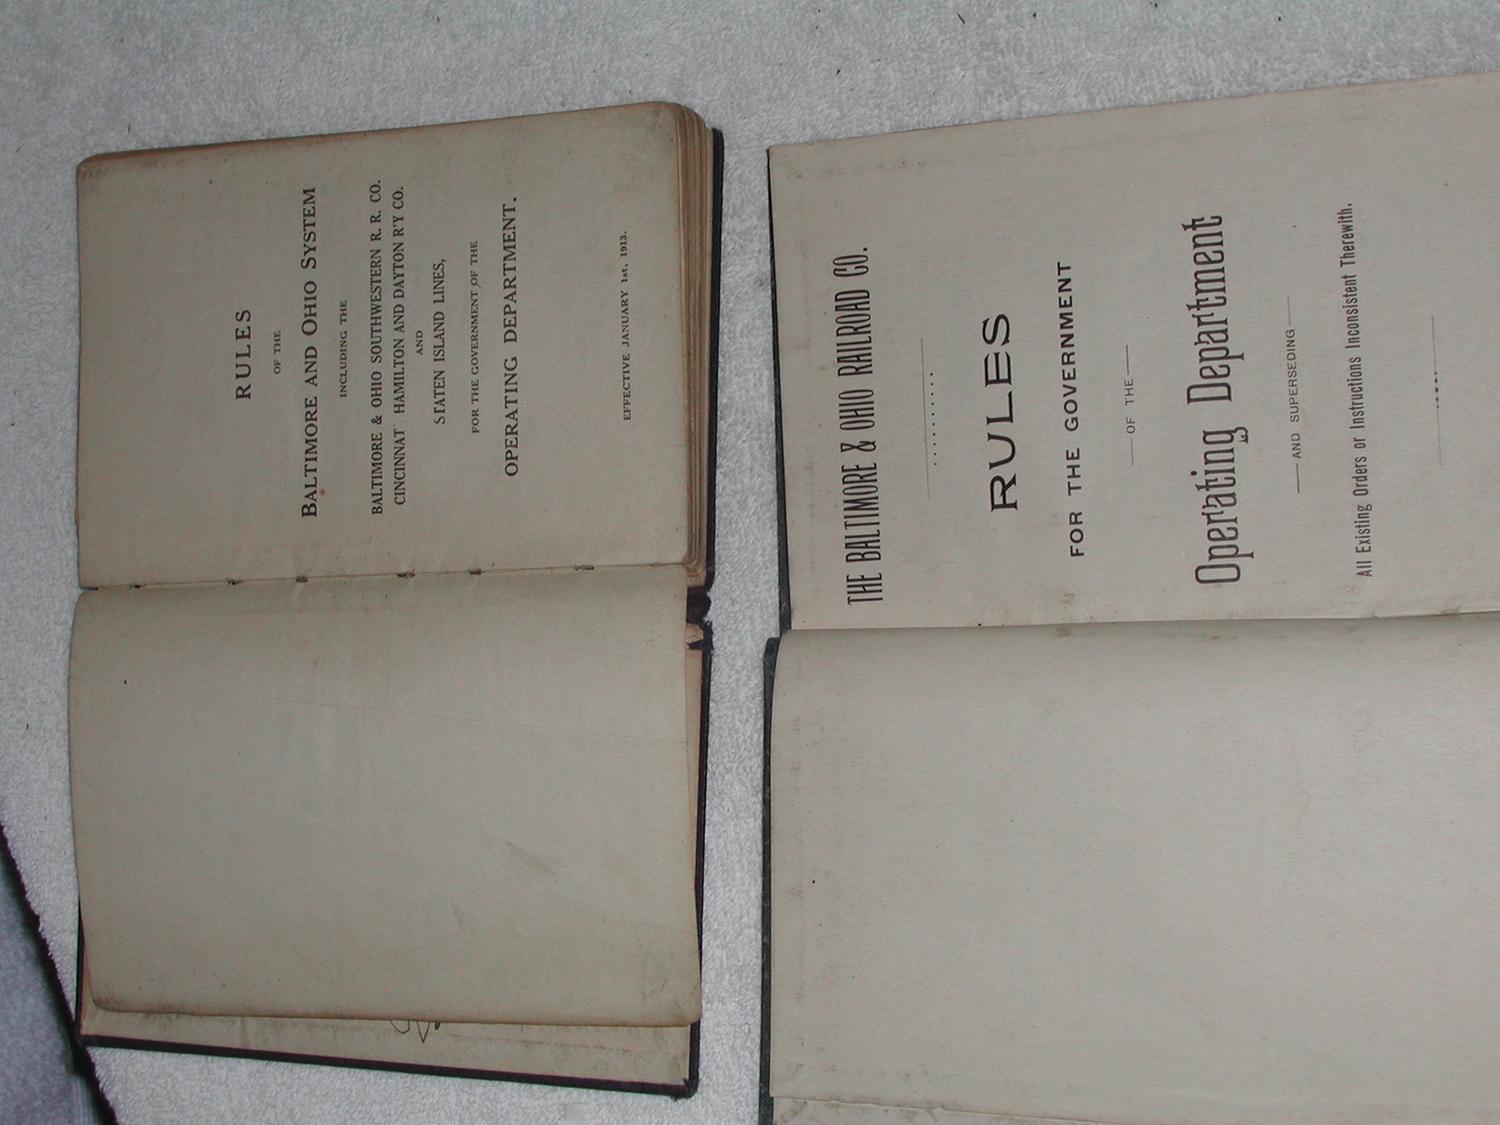 RULES
OF THE
BALTIMORE AND OHIO SYSTEM
INCLUDING THE
BALTIMORE & OHIO SOUTHWESTERN R. R. CO.
CINCINNAT HAMILTON AND DAYTON R'Y CO.
AND
STATEN ISLAND LINES,
FOR THE GOVERNMENT OF THE
OPERATING DEPARTMENT.
EFFECTIVE JANUARY 1st, 1913.
THE BALTIMORE & OHIO RAILROAD CO.
RULES
FOR THE GOVERNMENT
OF THE
Operating Department
AND SUPERSEDING
All Existing Orders or Instructions Inconsistent Therewith.